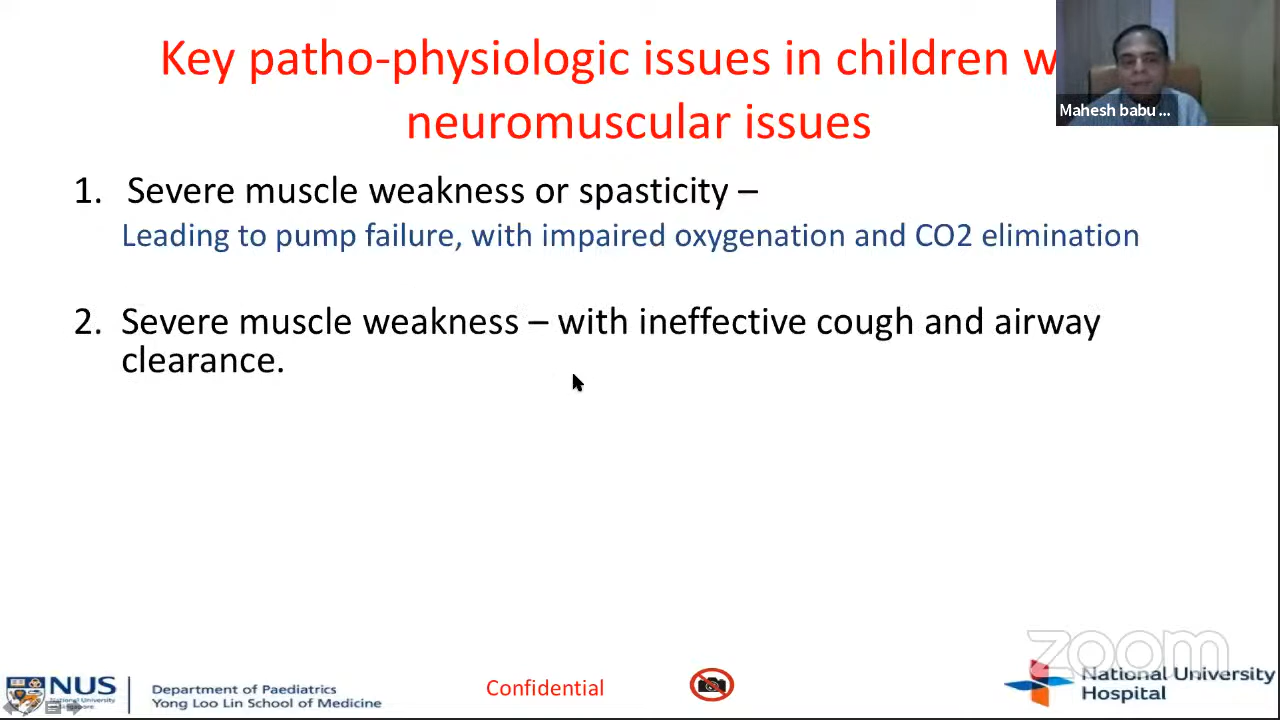 Key patho-physiologic issues in children w
neuromuscular issues
Mahesh babu ...
1. Severe muscle weakness or spasticity –
Leading to pump failure, with impaired oxygenation and CO2 elimination
2. Severe muscle weakness – with ineffective cough and airway
clearance.
zoom
NUS
National University
Department of Paediatrics
Yong Loo Lin School of Medicine
Confidential
National University
Hospital